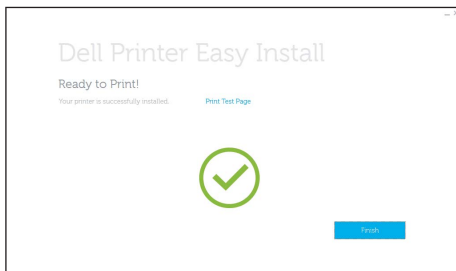 Dell Printer Easy Install
Ready to Print!
Your printer is successfully installed. Print Test Page
Finish